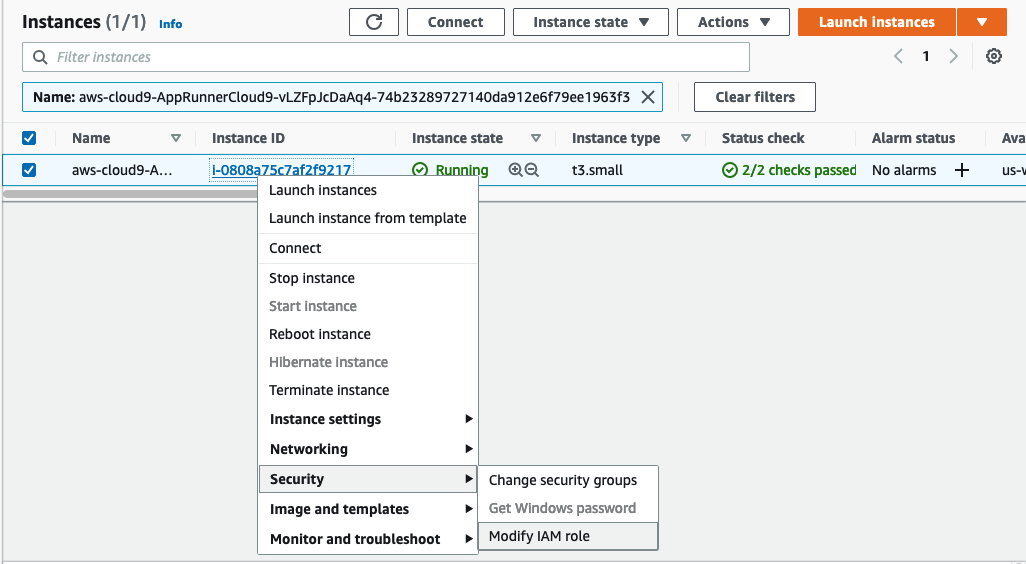 Instances (1/1) Info Connect Instance state Actions Launch instances
Filter instances 1
Name: aws-cloud9-AppRunnerCloud9-vLZFpJcDaAq4-74b23289727140da912e6f79ee1963f3 Clear filters
Name Instance ID Instance state Instance type Status check Alarm status Ava
aws-cloud9-A... i-0808a75c7af2f9217 Running t3.small 2/2 checks passed No alarms us-w
Launch instances
Launch instance from template
Connect
Stop instance
Start instance
Reboot instance
Hibernate instance
Terminate instance
Instance settings
Networking
Security Change security groups
Get Windows password
Image and templates
Modify IAM role
Monitor and troubleshoot